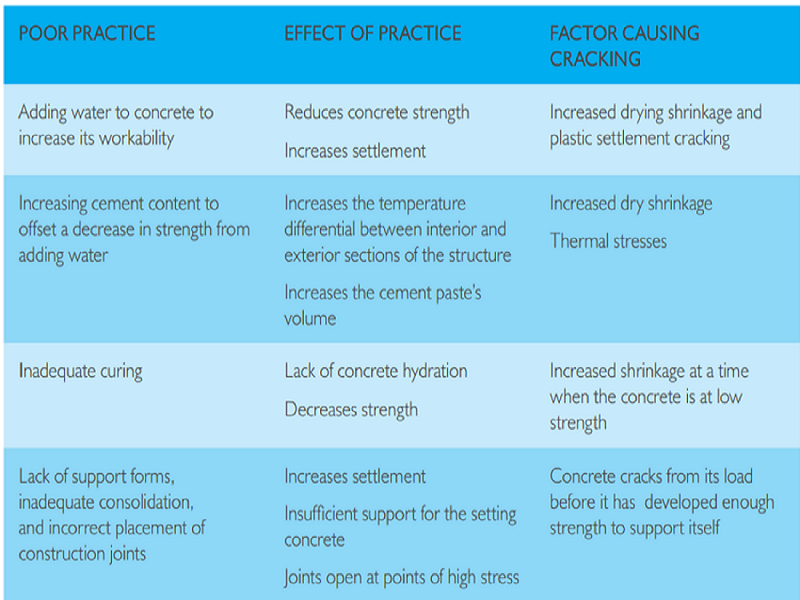 POOR PRACTICE
EFFECT OF PRACTICE
FACTOR CAUSING
CRACKING
Adding water to concrete to
increase its workability
Reduces concrete strength
Increases settlement
Increased drying shrinkage and
plastic settlement cracking
Increasing cement content to
offset a decrease in strength from
adding water
Increases the temperature
differential between interior and
exterior sections of the structure
Increases the cement paste's
volume
Increased dry shrinkage
Thermal stresses
Inadequate curing
Lack of concrete hydration
Decreases strength
Increased shrinkage at a time
when the concrete is at low
strength
Lack of support forms,
inadequate consolidation,
and incorrect placement of
construction joints
Increases settlement
Insufficient support for the setting
concrete
Joints open at points of high stress
Concrete cracks from its load
before it has developed enough
strength to support itself